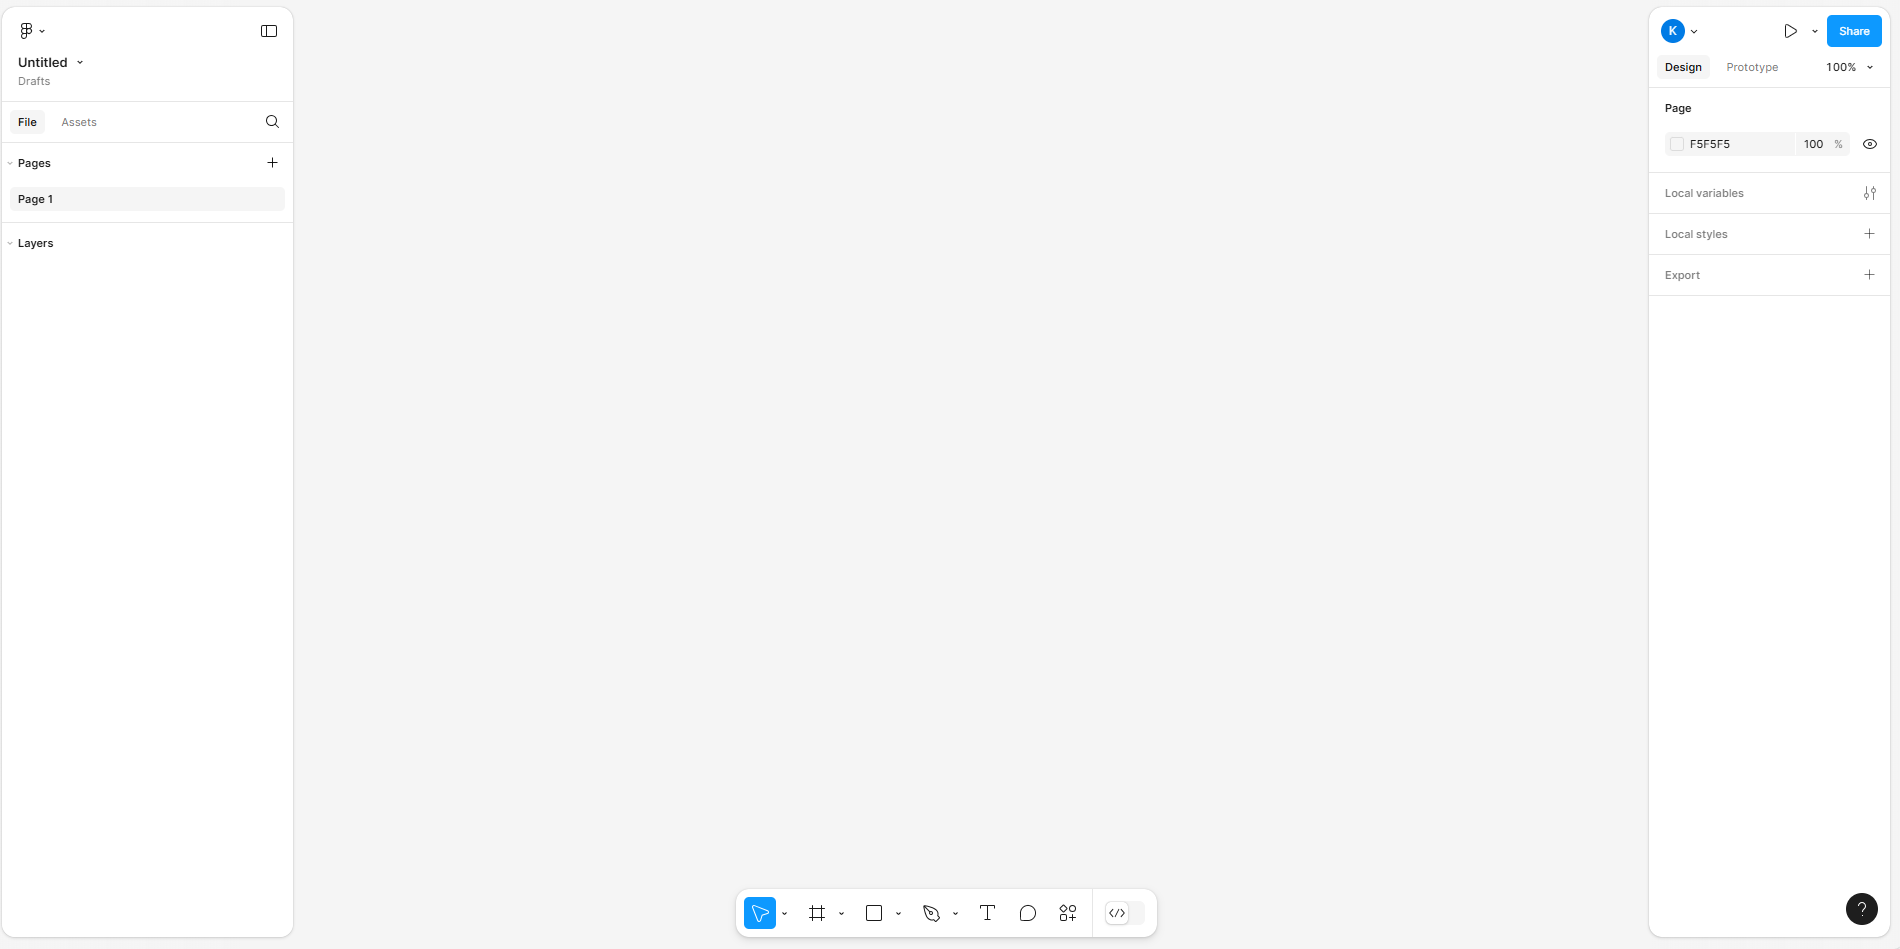 Untitled
Drafts
File Assets
Pages
Page 1
Layers
K Share
Design Prototype 100%
Page
F5F5F5 100 %
Local variables
Local styles
Export
T </>
?